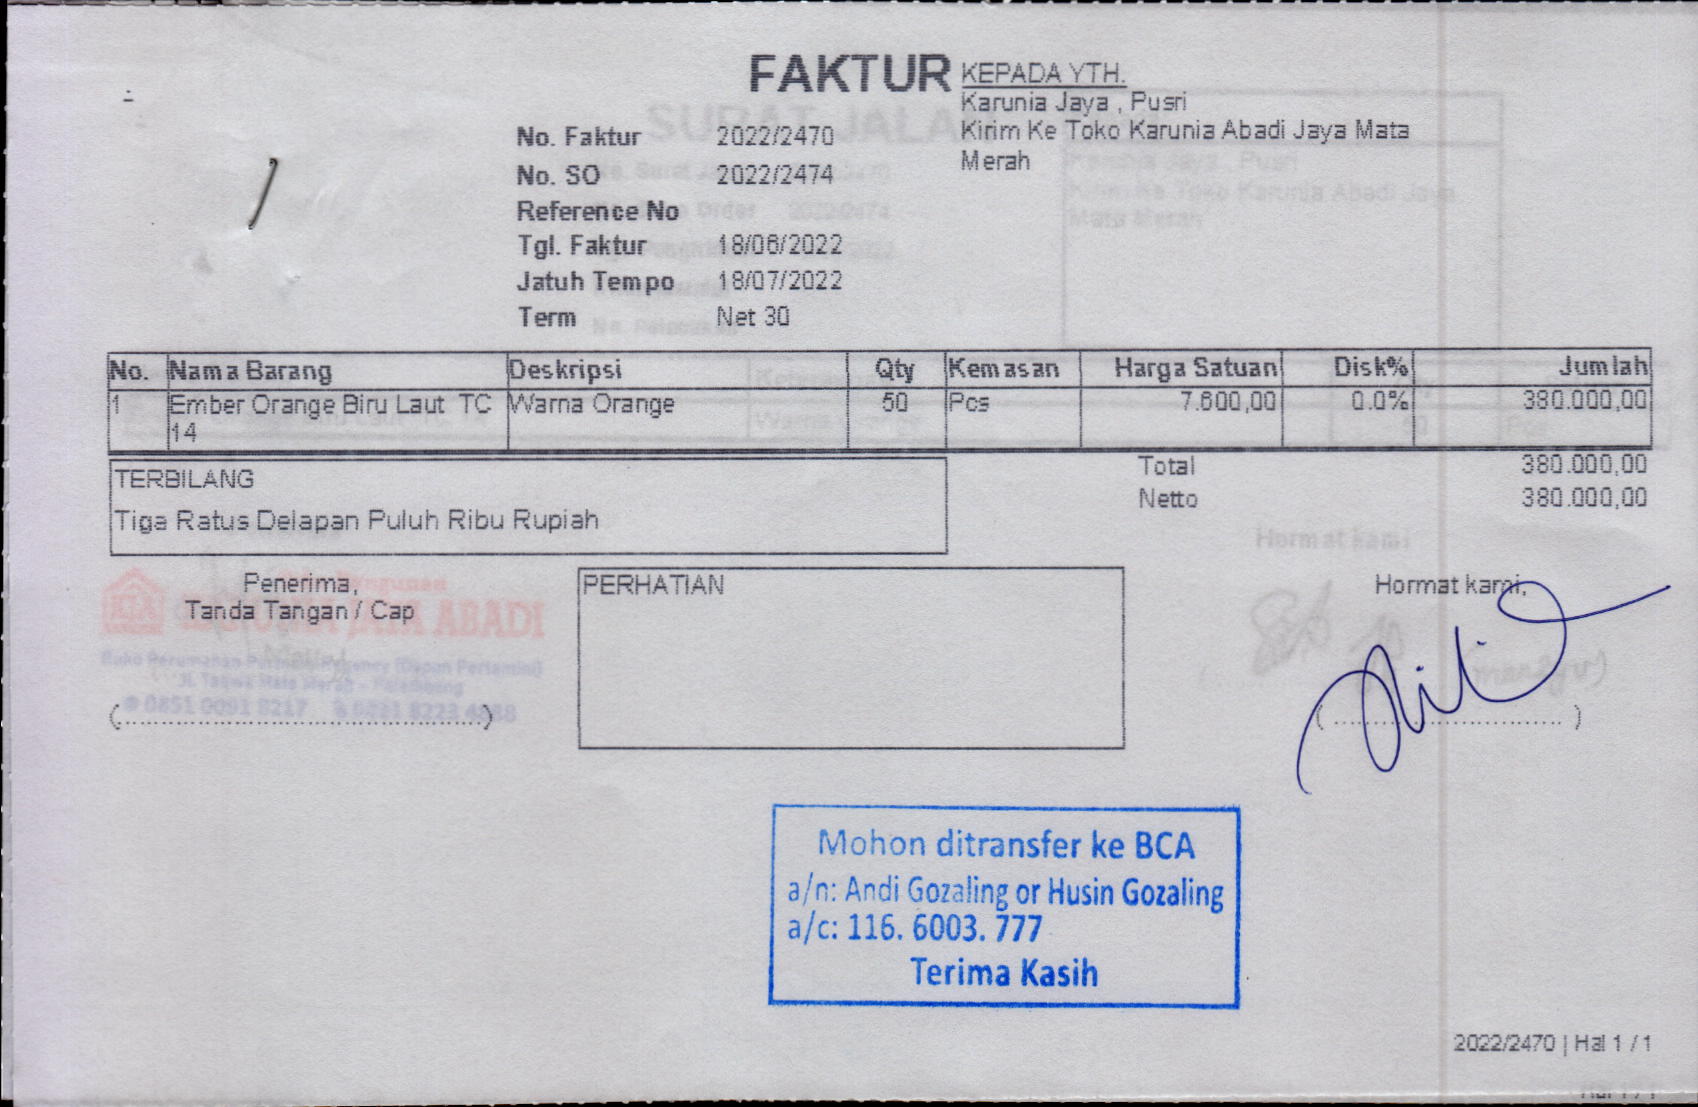 FAKTUR
KEPADA YTH.
Karunia Jaya , Pusri
Kirim Ke Toko Karunia Abadi Jaya Mata
Merah
No. Faktur 2022/2470
No. SO 2022/2474
Reference No
Tgl. Faktur 18/06/2022
Jatuh Tempo 18/07/2022
Term Net 30
No. Nama Barang Deskripsi Qty Kemasan Harga Satuan Disk% Jumlah
1 Ember Orange Biru Laut TC Warna Orange 50 Pcs 7.600,00 0.0% 380.000,00
14
Total 380.000,00
Netto 380.000,00
TERBILANG
Tiga Ratus Delapan Puluh Ribu Rupiah
Penerima,
Tanda Tangan / Cap
(..................................................)
PERHATIAN
Hormat kami,
( .............................. )
Mohon ditransfer ke BCA
a/n: Andi Gozaling or Husin Gozaling
a/c: 116. 6003. 777
Terima Kasih
2022/2470 | Hal 1 / 1